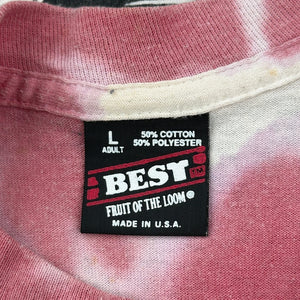 L
ADULT
50% COTTON
50% POLYESTER
BEST
FRUIT OF THE LOOM®
MADE IN U.S.A.